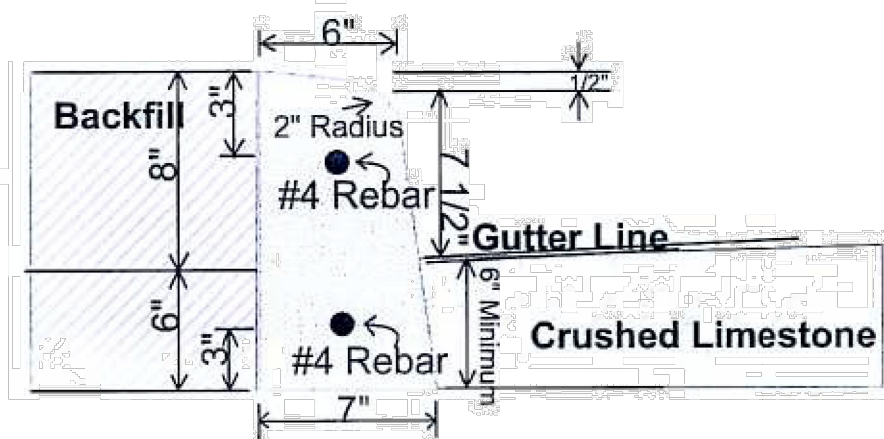 6"
1/2"
Backfill
3"
2" Radius
8"
7 1/2"
#4 Rebar
Gutter Line
6"
6" Minimum
3"
Crushed Limestone
#4 Rebar
7"